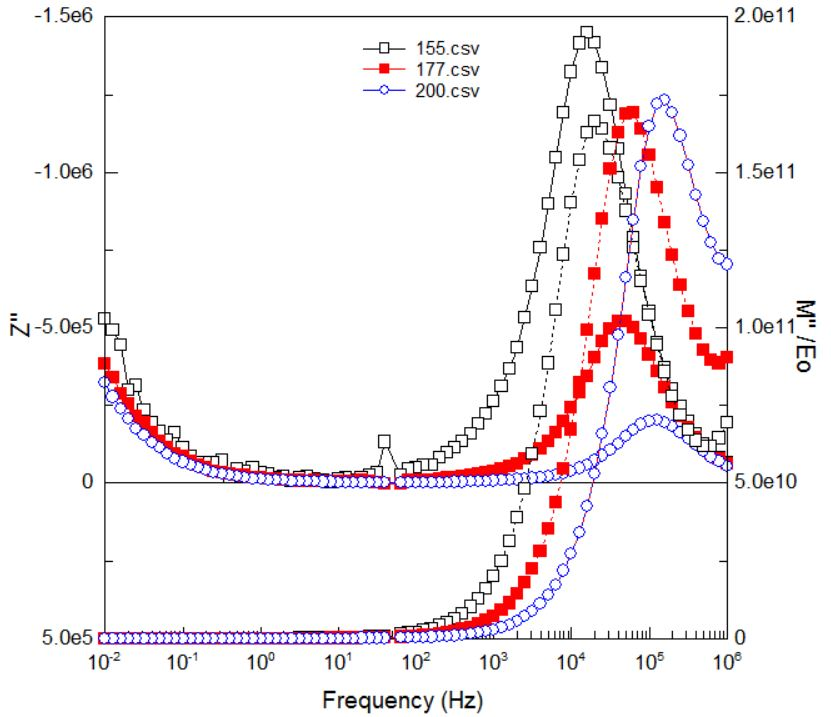 -1.5e6
2.0e11
155.csv
177.csv
200.csv
-1.0e6
1.5e11
Z"
-5.0e5
1.0e11
M" /Eo
0
5.0e10
5.0e5
0
10-2 10-1 100 101 102 103 104 105 106
Frequency (Hz)